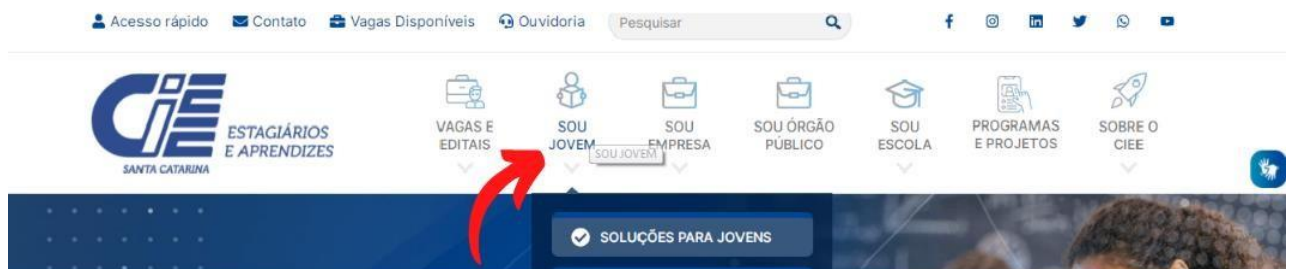 Acesso rápido Contato Vagas Disponíveis Ouvidoria Pesquisar
CIEE
ESTAGIÁRIOS
E APRENDIZES
SANTA CATARINA
VAGAS E
EDITAIS
SOU
JOVEM
SOU JOVEM
SOU
EMPRESA
SOU ÓRGÃO
PÚBLICO
SOU
ESCOLA
PROGRAMAS
E PROJETOS
SOBRE O
CIEE
SOLUÇÕES PARA JOVENS